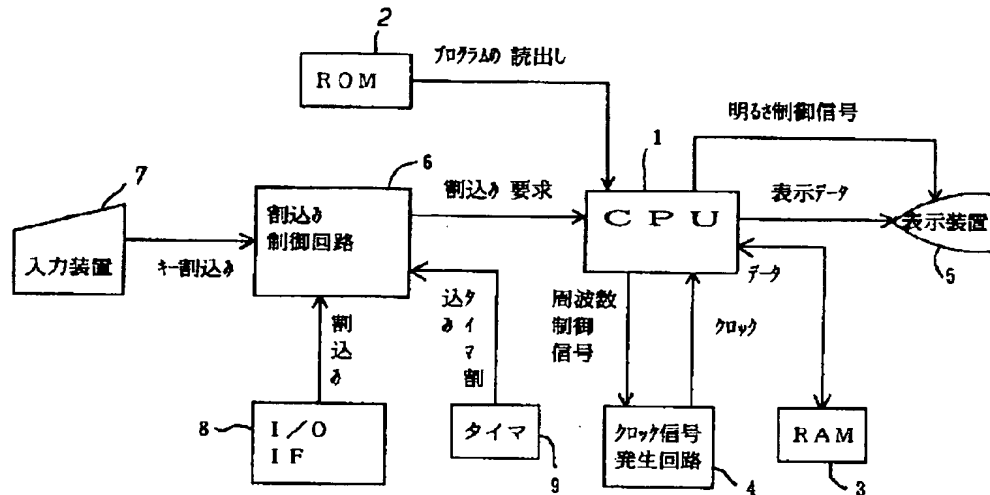 2
ROM
プログラムの 読出し
明るさ制御信号
1
6
7
割込み 要求
CPU
表示データ
表示装置
5
割込み
制御回路
入力装置
キー割込み
データ
割込み
タイマ割
込み
周波数
制御
信号
クロック
8
I/O
IF
タイマ
9
クロック信号
発生回路
4
RAM
3